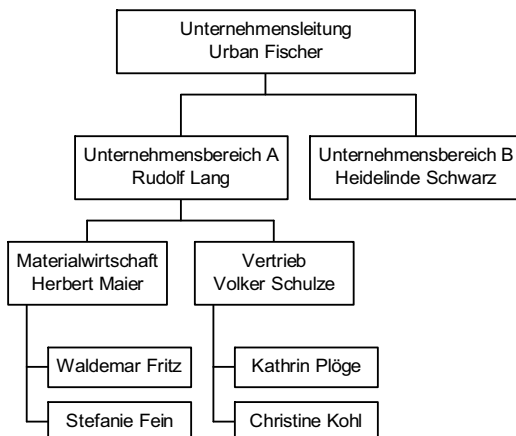 Unternehmensleitung
Urban Fischer
Unternehmensbereich A
Rudolf Lang
Unternehmensbereich B
Heidelinde Schwarz
Materialwirtschaft
Herbert Maier
Vertrieb
Volker Schulze
Waldemar Fritz
Kathrin Plöge
Stefanie Fein
Christine Kohl